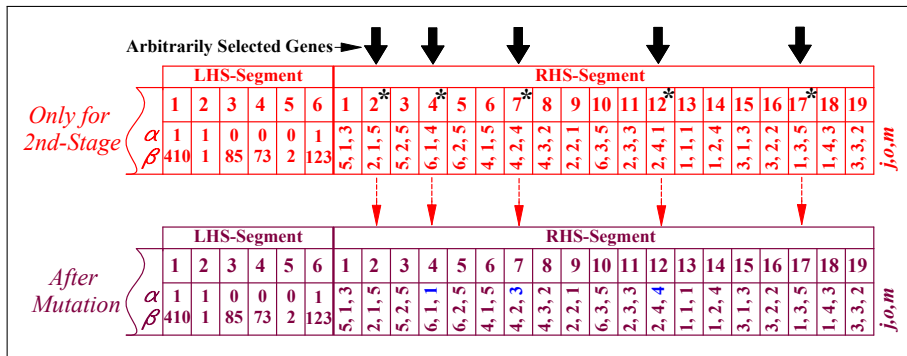 Arbitrarily Selected Genes
LHS-Segment RHS-Segment
1 2 3 4 5 6 1 2* 3 4* 5 6 7* 8 9 10 11 12* 13 14 15 16 17* 18 19
Only for
2nd-Stage
α 1 1 0 0 0 1
β 410 1 85 73 2 123
5, 1, 3 2, 1, 5 5, 2, 5 6, 1, 4 6, 2, 5 4, 1, 5 4, 2, 4 4, 3, 2 2, 2, 1 6, 3, 5 2, 3, 3 2, 4, 1 1, 1, 1 1, 2, 4 3, 1, 3 3, 2, 2 1, 3, 5 1, 4, 3 3, 3, 2
j,o,m
LHS-Segment RHS-Segment
1 2 3 4 5 6 1 2 3 4 5 6 7 8 9 10 11 12 13 14 15 16 17 18 19
After
Mutation
α 1 1 0 0 0 1
β 410 1 85 73 2 123
5, 1, 3 2, 1, 5 5, 2, 5 6, 1, 1 6, 2, 5 4, 1, 5 4, 2, 3 4, 3, 2 2, 2, 1 6, 3, 5 2, 3, 3 2, 4, 4 1, 1, 1 1, 2, 4 3, 1, 3 3, 2, 2 1, 3, 5 1, 4, 3 3, 3, 2
j,o,m